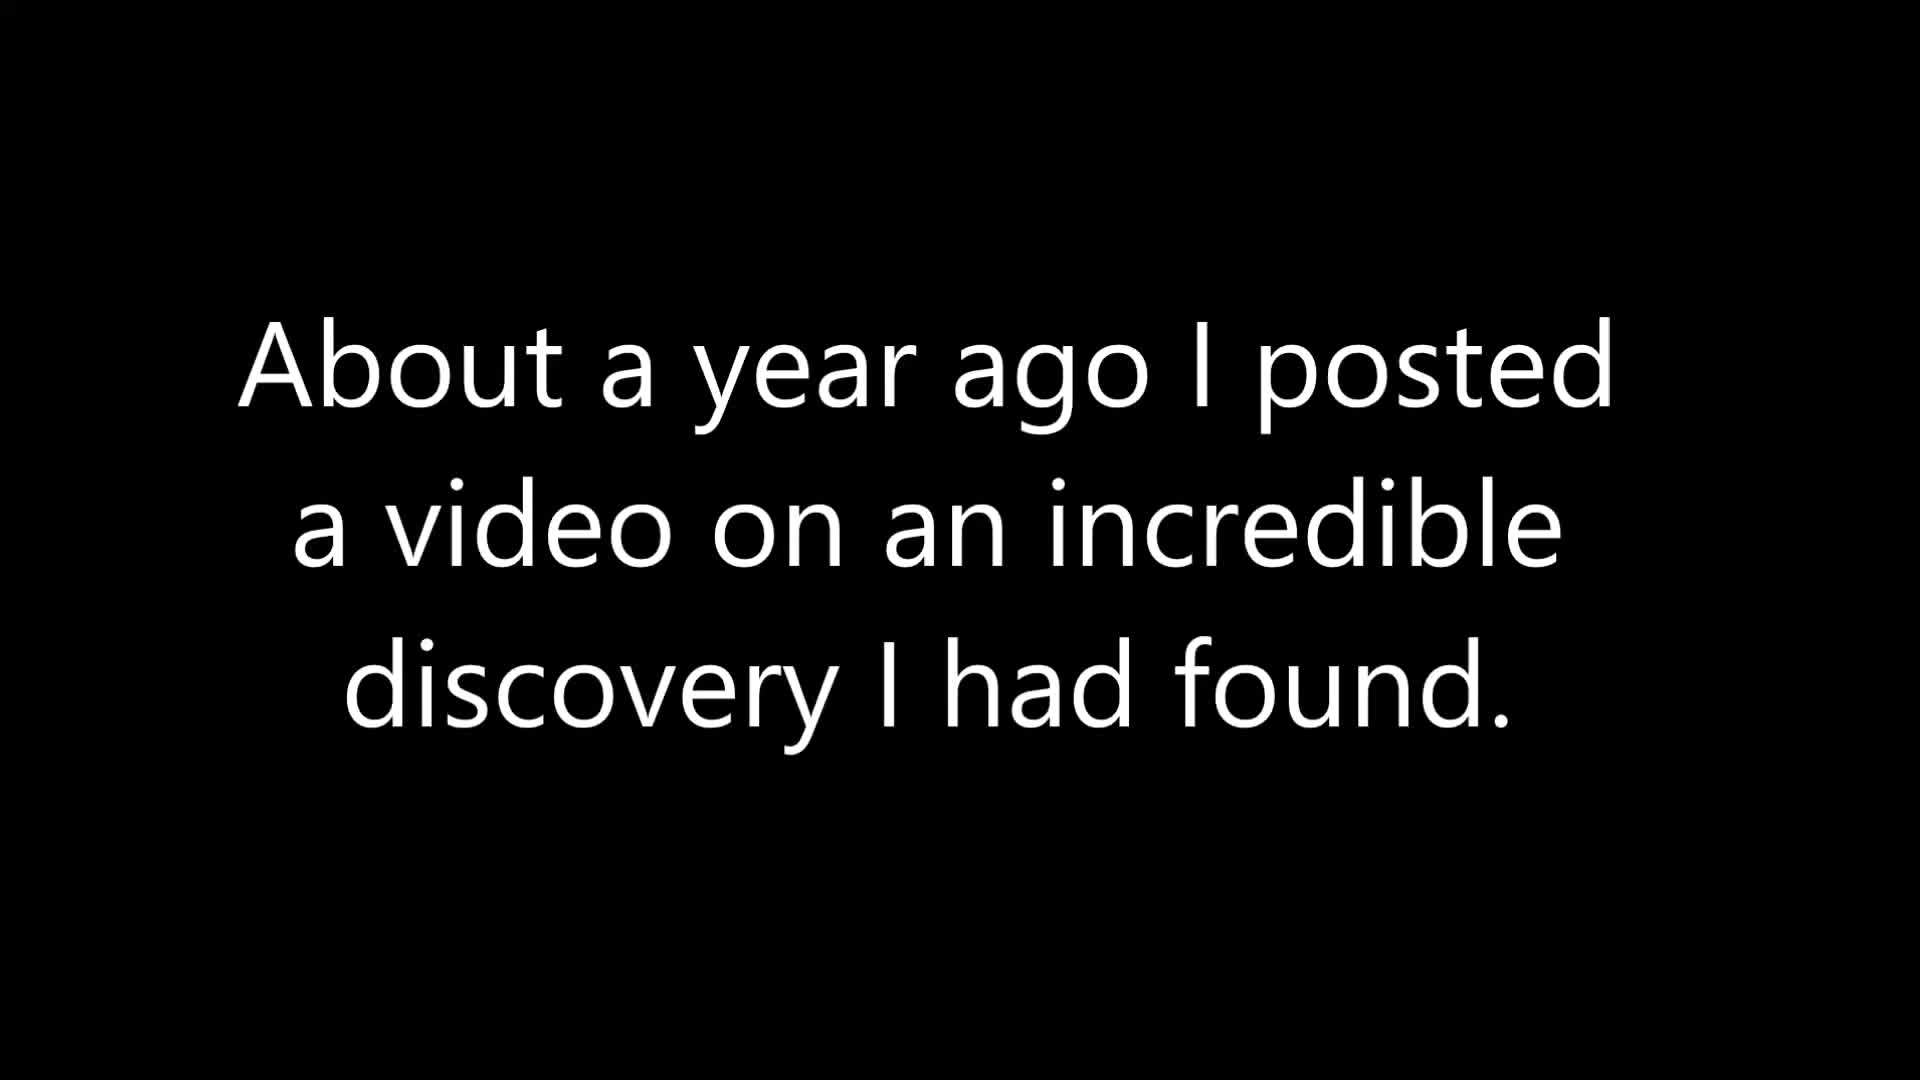 About a year ago I posted
a video on an incredible
discovery I had found.